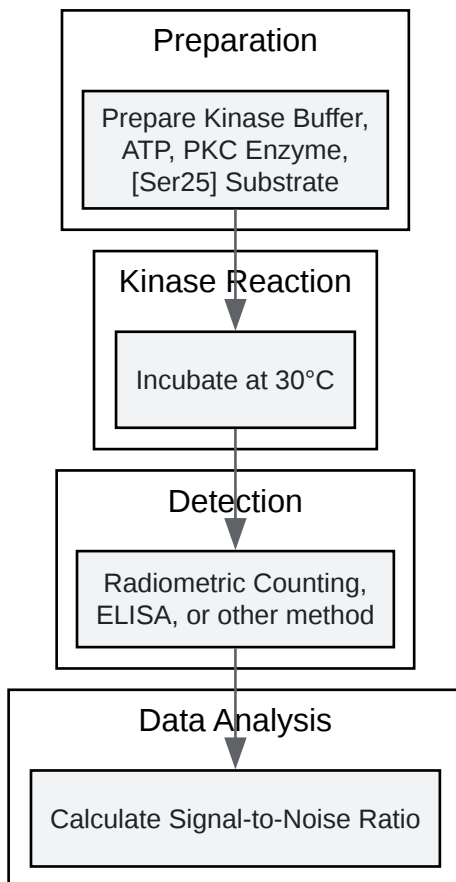 Preparation
Prepare Kinase Buffer,
ATP, PKC Enzyme,
[Ser25] Substrate
Kinase Reaction
Incubate at 30°C
Detection
Radiometric Counting,
ELISA, or other method
Data Analysis
Calculate Signal-to-Noise Ratio